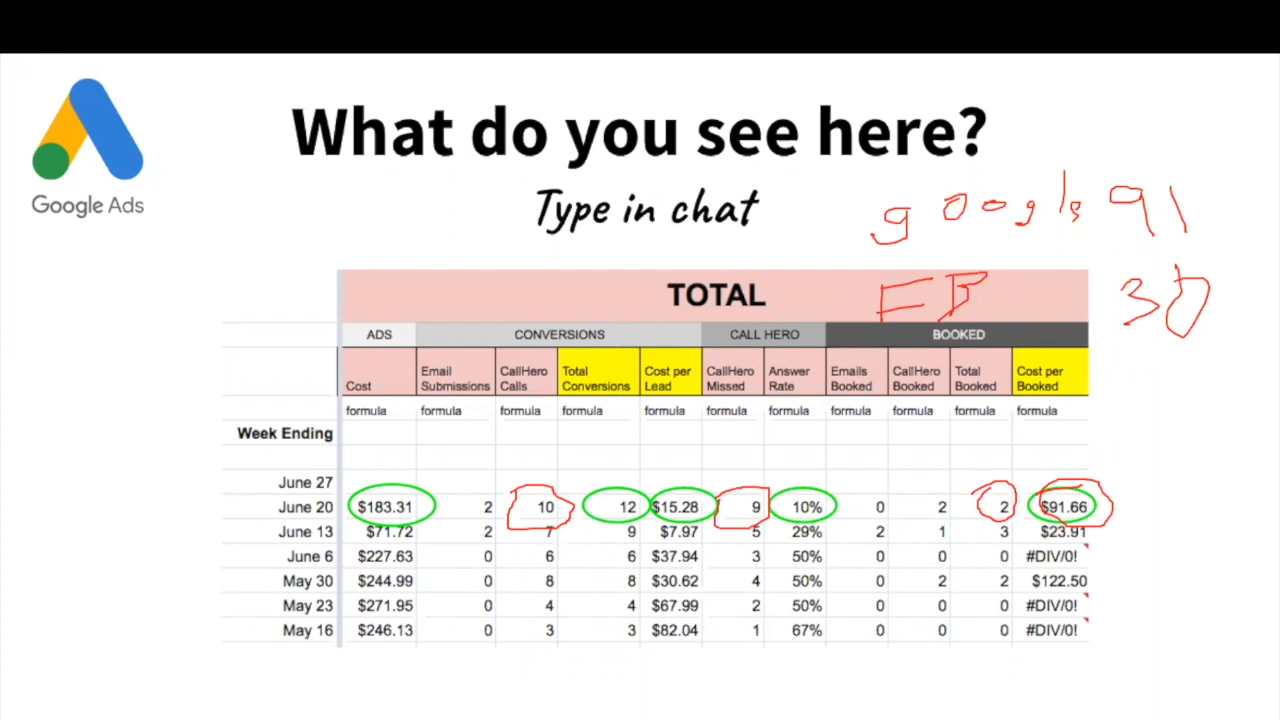 What do you see here?
Google Ads
Type in chat
google 91
FB 30
TOTAL
ADS CONVERSIONS CALL HERO BOOKED
Cost Email Submissions CallHero Calls Total Conversions Cost per Lead CallHero Missed Answer Rate Emails Booked CallHero Booked Total Booked Cost per Booked
formula formula formula formula formula formula formula formula formula formula formula
Week Ending
June 27
June 20 $183.31 2 10 12 $15.28 9 10% 0 2 2 $91.66
June 13 $71.72 2 7 9 $7.97 5 29% 2 1 3 $23.91
June 6 $227.63 0 6 6 $37.94 3 50% 0 0 0 #DIV/0!
May 30 $244.99 0 8 8 $30.62 4 50% 0 2 2 $122.50
May 23 $271.95 0 4 4 $67.99 2 50% 0 0 0 #DIV/0!
May 16 $246.13 0 3 3 $82.04 1 67% 0 0 0 #DIV/0!